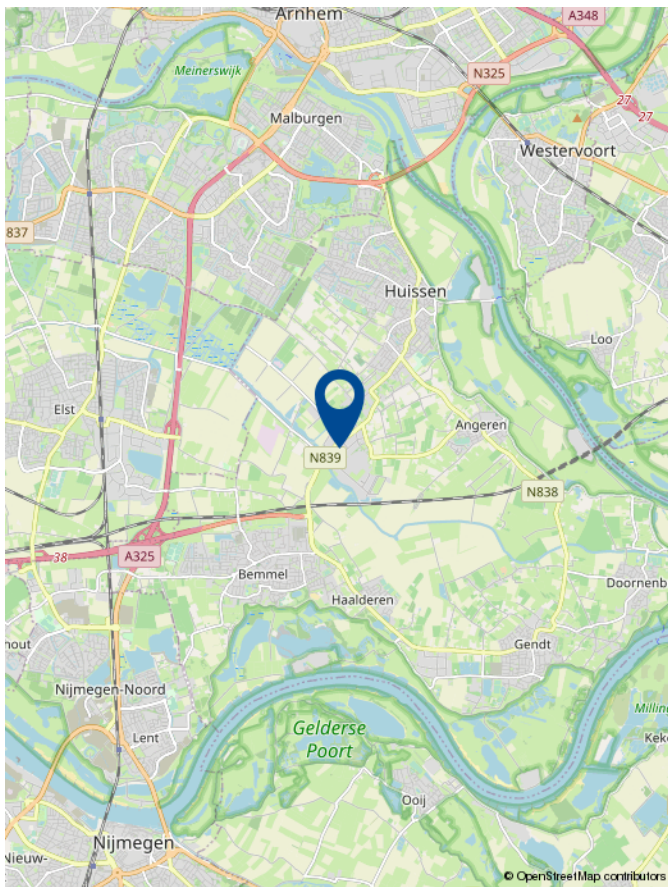 Arnhem
A348
Meinerswijk
N325
27
27
Malburgen
Westervoort
837
Huissen
Loo
Elst
Angeren
N839
N838
38
A325
Bemmel
Doornenb
Haalderen
hout
Gendt
Nijmegen-Noord
Millin
Gelderse
Poort
Lent
Keke
Ooij
Nijmegen
Nieuw-
© OpenStreetMap contributors